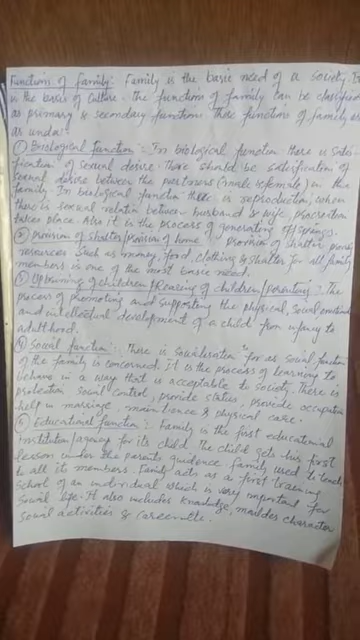 Functions of family:- Family is the basic need of a society. It
is the basis of culture. The functions of family can be classified
as primary & secondary functions. These functions of family is
as under:-
① Biological function:- In biological function there is satis-
fication of sexual desire. There should be satisfication of
sexual desire between the partners (male & female) in the
family. In biological function there is reproduction, when
there is sexual relation between husband & wife, procreation
takes place. Also it is the process of generating offsprings.
② provision of shelter/provision of home:- provision of shelter
resources such as money, food, clothing & shelter for all family
members is one of the most basic need.
③ Upbringing of children/Rearing of children/parenting:- The
process of promoting and supporting the physical, social emotional
and intellectual development of a child from infancy to
adulthood.
④ Social function:- There is socialization as for as social function
of the family is concerned. It is the process of learning to
behave in a way that is acceptable to society. There is
protection social control, provide status, provide occupation
help in marriage, & physical care.
⑤ Educational function:- Family is the first educational
institution/agency for its child. The child gets his first
lesson under the parents guidance family used to teach
to all its members. Family acts as a first training
school of an individual which is very important for
social life. It also includes knowledge, moulds character
social activities &